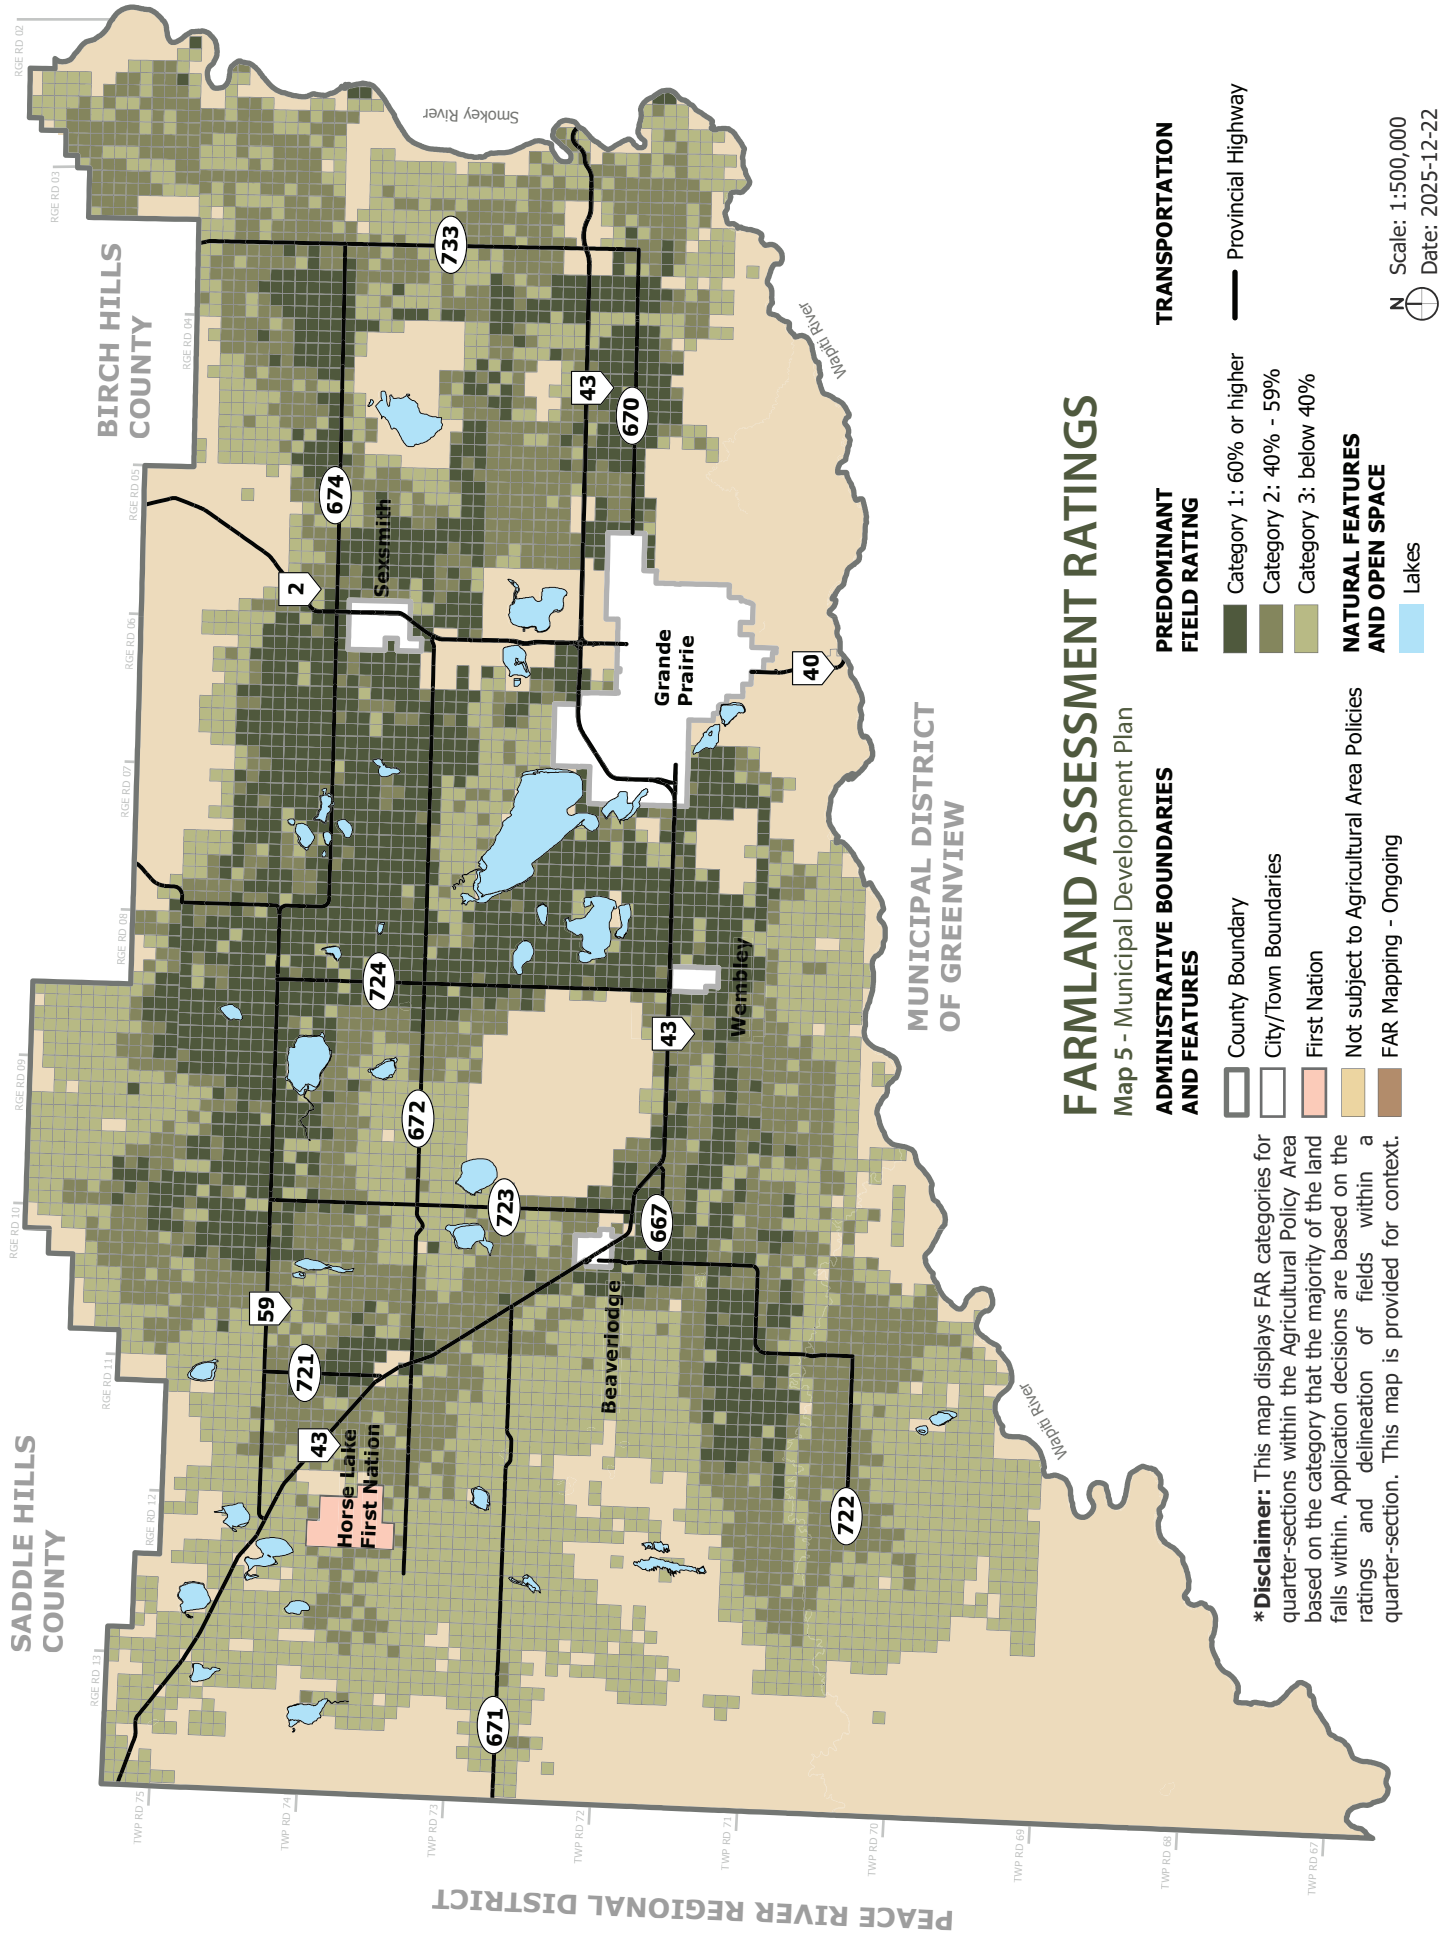 SADDLE HILLS
COUNTY
BIRCH HILLS
COUNTY
PEACE RIVER REGIONAL DISTRICT
MUNICIPAL DISTRICT
OF GREENVIEW
RGE RD 13
RGE RD 12
RGE RD 11
RGE RD 10
RGE RD 09
RGE RD 08
RGE RD 07
RGE RD 06
RGE RD 05
RGE RD 04
RGE RD 03
RGE RD 02
TWP RD 75
TWP RD 74
TWP RD 73
TWP RD 72
TWP RD 71
TWP RD 70
TWP RD 69
TWP RD 68
TWP RD 67
43
59
721
Horse Lake
First Nation
671
672
723
724
2
674
Sexsmith
733
Smokey River
43
670
Grande
Prairie
40
Wapiti River
43
Wembley
667
Beaverlodge
722
Wapiti River
FARMLAND ASSESSMENT RATINGS
Map 5 - Municipal Development Plan
*Disclaimer: This map displays FAR categories for
quarter-sections within the Agricultural Policy Area
based on the category that the majority of the land
falls within. Application decisions are based on the
ratings and delineation of fields within a
quarter-section. This map is provided for context.
ADMINISTRATIVE BOUNDARIES
AND FEATURES
County Boundary
City/Town Boundaries
First Nation
Not subject to Agricultural Area Policies
FAR Mapping - Ongoing
PREDOMINANT
FIELD RATING
Category 1: 60% or higher
Category 2: 40% - 59%
Category 3: below 40%
NATURAL FEATURES
AND OPEN SPACE
Lakes
TRANSPORTATION
Provincial Highway
N
Scale: 1:500,000
Date: 2025-12-22